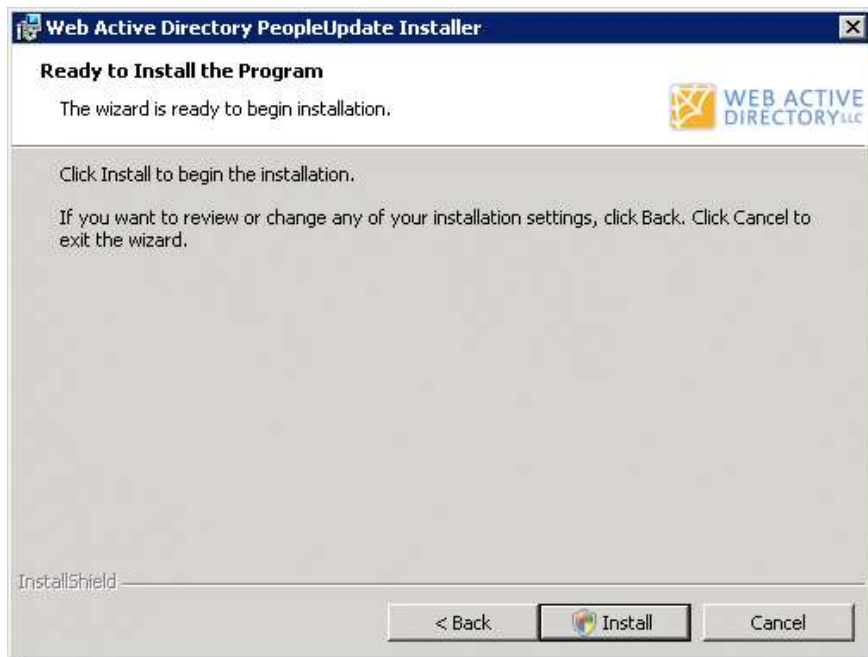 Web Active Directory PeopleUpdate Installer
Ready to Install the Program
The wizard is ready to begin installation.
WEB ACTIVE
DIRECTORY LLC
Click Install to begin the installation.
If you want to review or change any of your installation settings, click Back. Click Cancel to
exit the wizard.
InstallShield
< Back
Install
Cancel